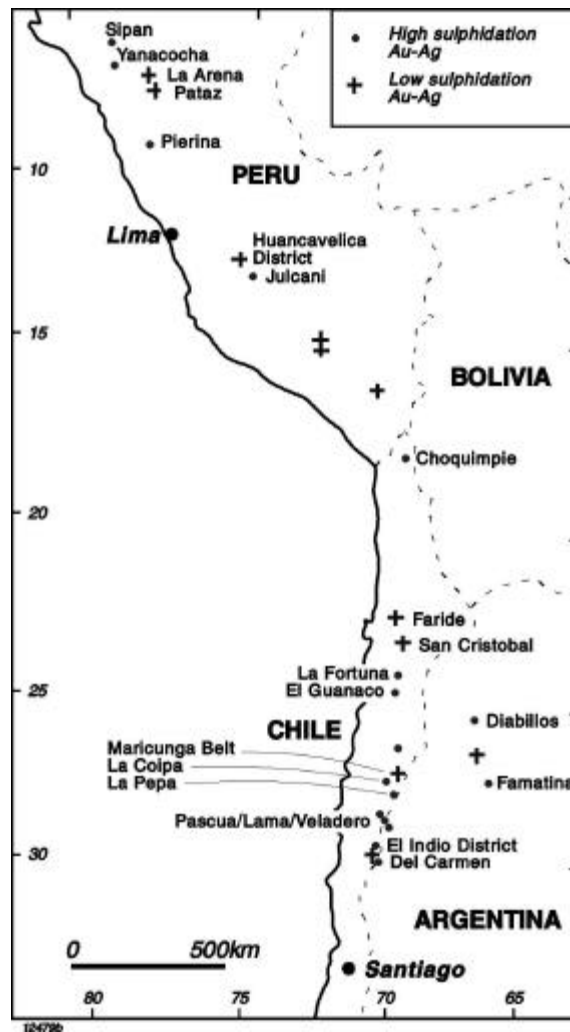 Sipan
High sulphidation
Au-Ag
Yanacocha
La Arena
Pataz
Low sulphidation
Au-Ag
Pierina
10
PERU
Lima
Huancavelica
District
Julcani
15
BOLIVIA
Choquimpie
20
Faride
San Cristobal
La Fortuna
25
El Guanaco
Diabillos
CHILE
Maricunga Belt
La Coipa
La Pepa
Famatina
Pascua/Lama/Veladero
El Indio District
30
Del Carmen
ARGENTINA
0 500km
Santiago
80 75 70 65
12479b